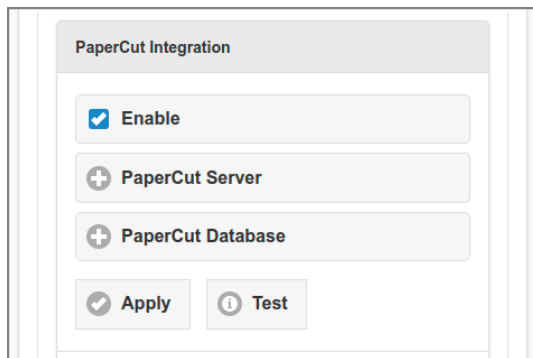 PaperCut Integration
Enable
PaperCut Server
PaperCut Database
Apply Test